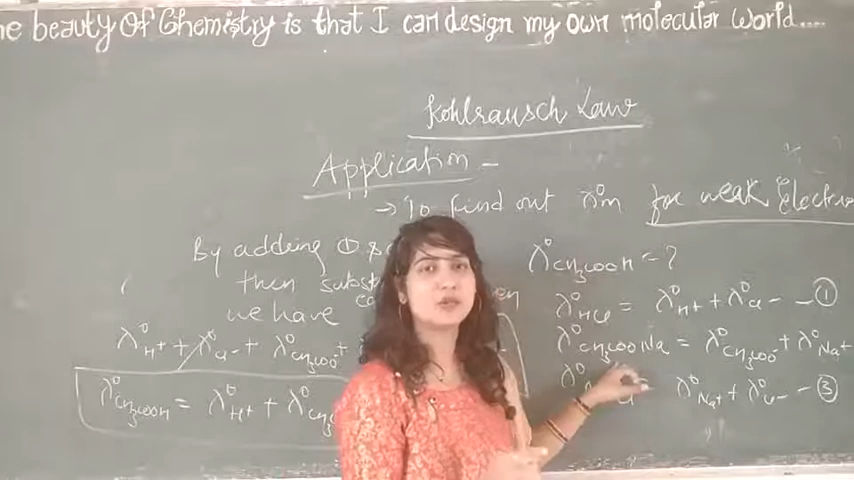 e beauty Of Chemistry is that I can design my own molecular world....
Kohlrausch Law
Application -
→ To find out λ°m for weak Electro
By adding ①
then subst
we have
λ°H+ + λ°Cl- + λ°CH3COO
λ°CH3COOH = λ°H+ + λ°CH3
λ°CH3COOH = ?
λ°HCl = λ°H+ + λ°Cl- — ①
λ°CH3COONa = λ°CH3COO- + λ°Na+
λ° λ°Na+ + λ°Cl- — ③